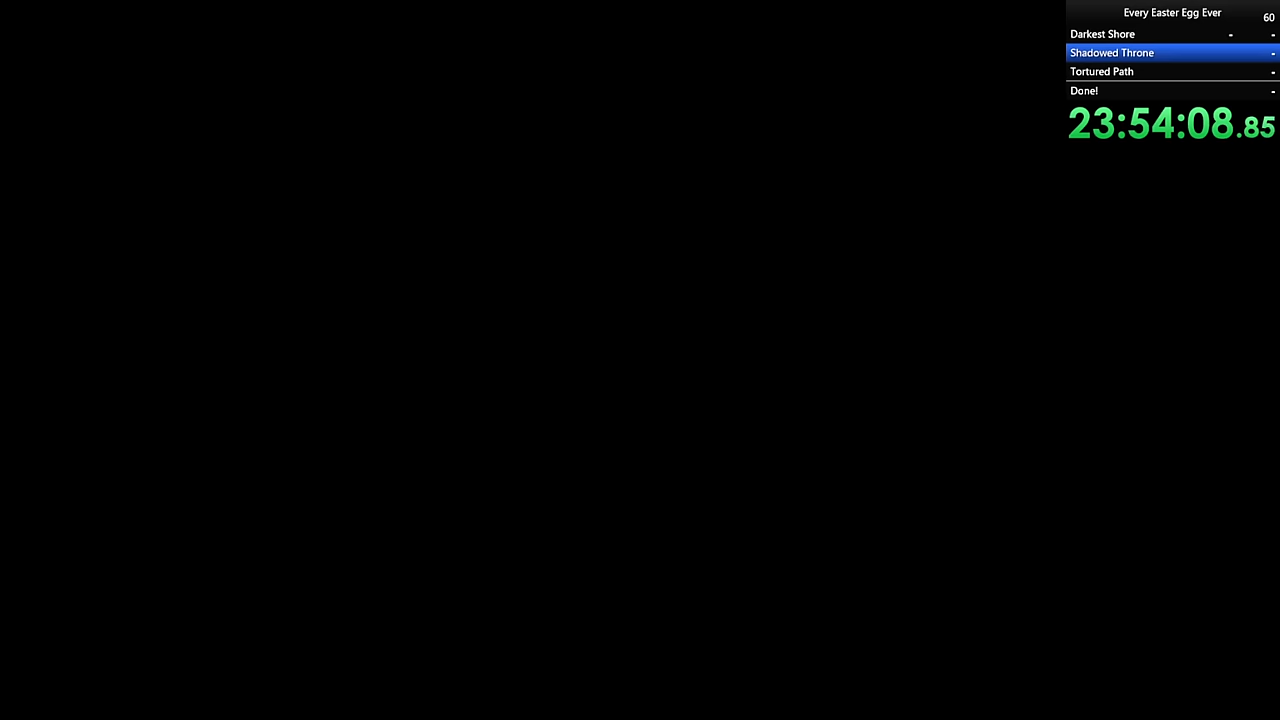 Every Easter Egg Ever
60
Darkest Shore - -
Shadowed Throne -
Tortured Path -
Done! -
23:54:08.85